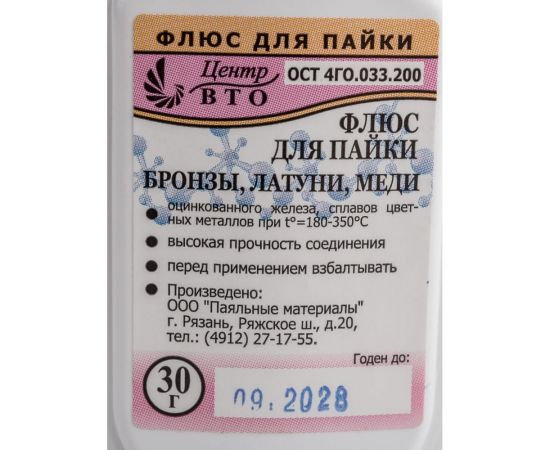 ФЛЮС ДЛЯ ПАЙКИ
Центр
ВТО
ОСТ 4ГО.033.200
ФЛЮС
ДЛЯ ПАЙКИ
БРОНЗЫ, ЛАТУНИ, МЕДИ
оцинкованного железа, сплавов цвет-
ных металлов при t°=180-350°С
высокая прочность соединения
перед применением взбалтывать
Произведено:
ООО "Паяльные материалы"
г. Рязань, Ряжское ш., д.20,
тел.: (4912) 27-17-55.
Годен до:
30
г
09.2028